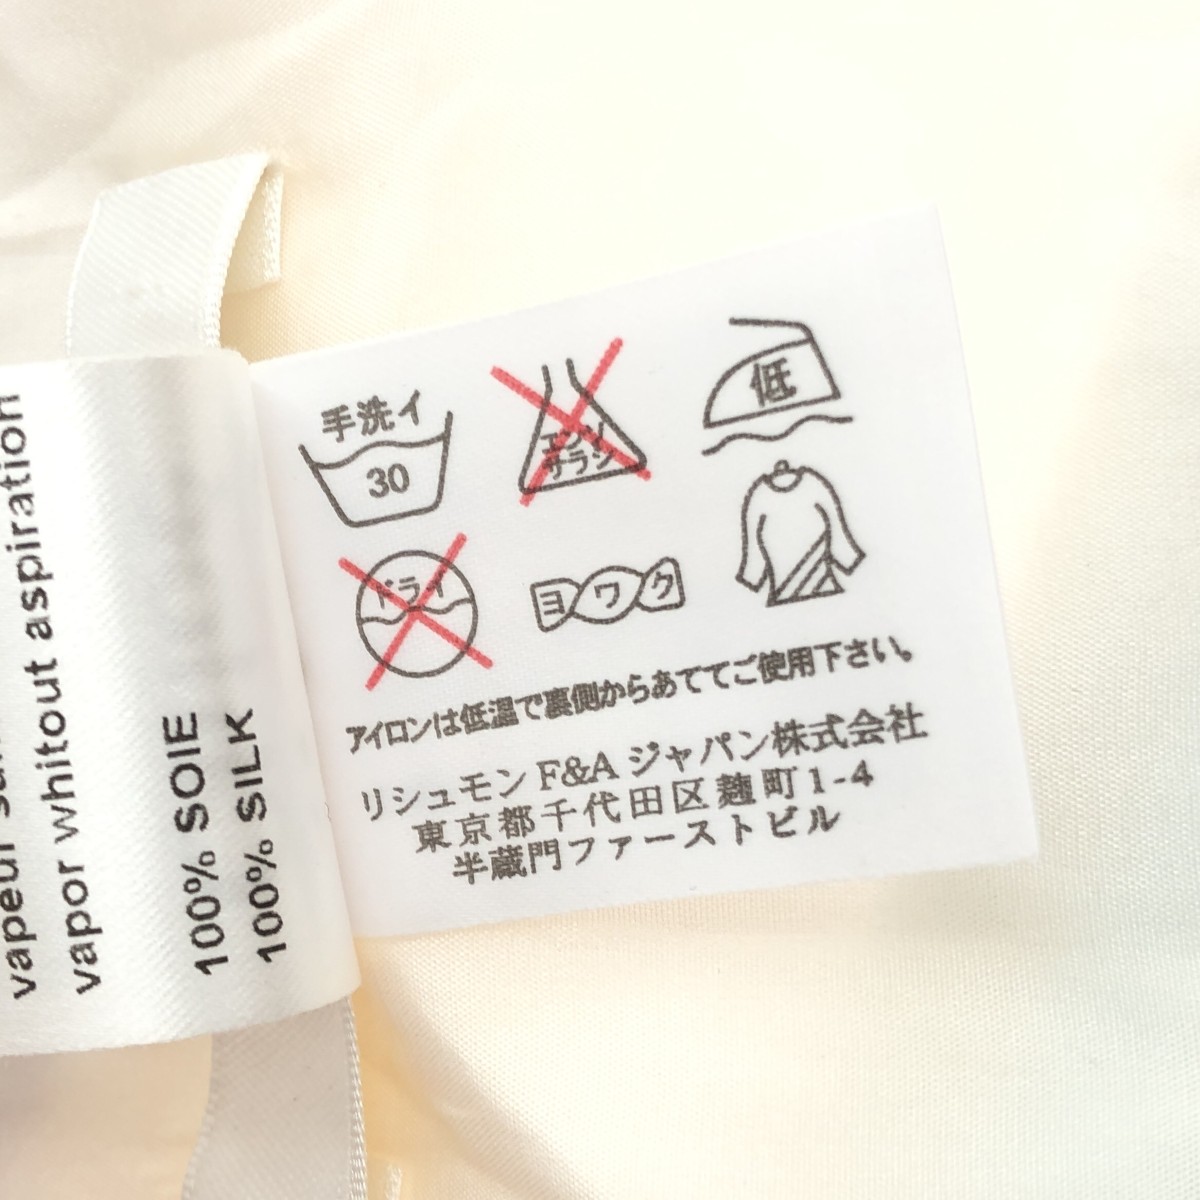 vapeur sa
vapor whitout aspiration
100% SOIE
100% SILK
手洗イ
30
エンソ
サラシ
低
ドライ
ヨワク
アイロンは低温で裏側からあててご使用下さい。
リシュモン F&A ジャパン株式会社
東京都千代田区麹町1-4
半蔵門ファーストビル